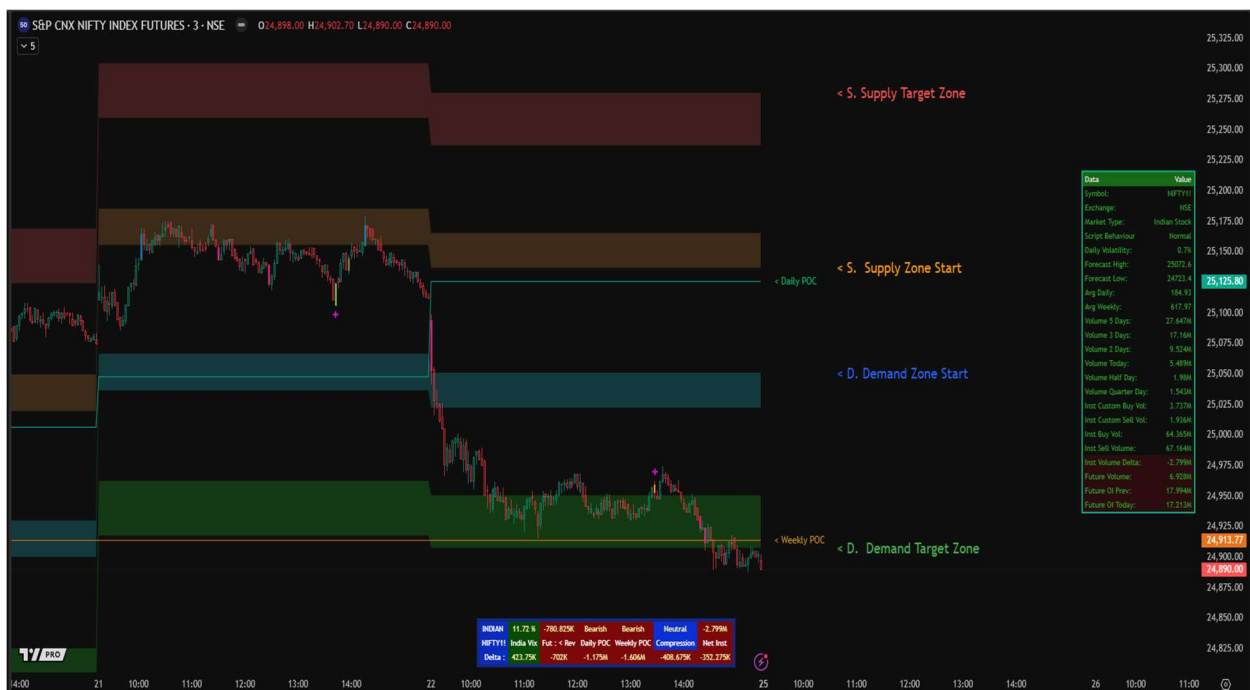 S&P CNX NIFTY INDEX FUTURES · 3 · NSE O24,898.00 H24,902.70 L24,890.00 C24,890.00
5
25,325.00
25,300.00
25,275.00
25,250.00
25,225.00
25,200.00
25,175.00
25,150.00
25,125.80
25,100.00
25,075.00
25,050.00
25,025.00
25,000.00
24,975.00
24,950.00
24,925.00
24,913.77
24,900.00
24,890.00
24,875.00
24,850.00
24,825.00
< S. Supply Target Zone
< S. Supply Zone Start
< Daily POC
< D. Demand Zone Start
< Weekly POC
< D. Demand Target Zone
Data Value
Symbol: NIFTY1!
Exchange: NSE
Market Type: Indian Stock
Script Behaviour Normal
Daily Volatility: 0.7%
Forecast High: 25072.6
Forecast Low: 24723.4
Avg Daily: 184.93
Avg Weekly: 617.97
Volume 5 Days: 27.647M
Volume 3 Days: 17.16M
Volume 2 Days: 9.524M
Volume Today: 5.489M
Volume Half Day: 1.98M
Volume Quarter Day: 1.543M
Inst Custom Buy Vol: 3.737M
Inst Custom Sell Vol: 1.936M
Inst Buy Vol: 64.365M
Inst Sell Volume: 67.164M
Inst Volume Delta: -2.799M
Future Volume: 6.928M
Future OI Prev: 17.994M
Future OI Today: 17.213M
INDIAN 11.72 % -780.825K Bearish Bearish Neutral -2.799M
NIFTY1! India Vix Fut : < Rev Daily POC Weekly POC Compression Net Inst
Delta : 423.75K -702K -1.175M -1.606M -408.675K -352.275K
PRO
14:00 21 10:00 11:00 12:00 13:00 14:00 22 10:00 11:00 12:00 13:00 14:00 25 10:00 11:00 12:00 13:00 14:00 26 10:00 11:00